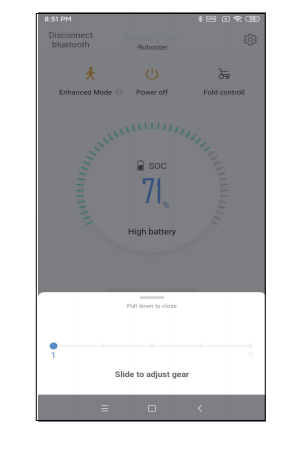 8:51 PM
Disconnect
bluetooth
Robooter
Enhanced Mode
Power off
Fold controll
SOC
71%
High battery
Pull down to close
1
5
Slide to adjust gear